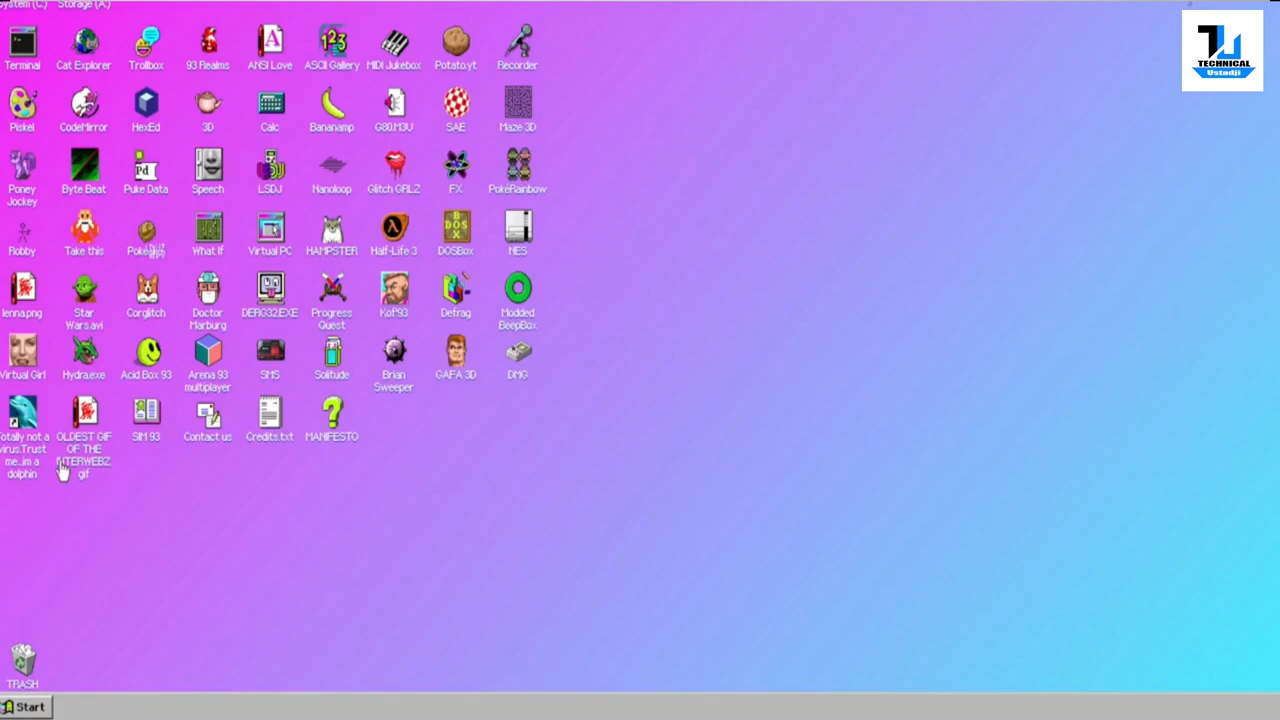 System (C:) Storage (A:)
Terminal Cat Explorer Trollbox 93 Realms ANSI Love ASCII Gallery MIDI Jukebox Potato.yt Recorder
TECHNICAL
Ustadji
Piskel CodeMirror HexEd 3D Calc Bananamp G80.M3U SAE Maze 3D
Poney Jockey Byte Beat Puke Data Speech LSDJ Nanoloop Glitch GRLZ FX PokéRainbow
Robby Take this What If Virtual PC HAMPSTER Half-Life 3 DOSBox NES
lenna.png Star Wars.avi Corglitch Doctor Marburg Progress Quest Kof'93 Defrag Modded BeepBox
Virtual Girl Hydra.exe Acid Box 93 Arena 93 multiplayer SMS Solitude Brian Sweeper GAFA 3D DMG
Totally not a virus.Trust me..im a dolphin OLDEST GIF OF THE INTERWEBZ.gif SIM 93 Contact us Credits.txt MANIFESTO
TRASH
Start